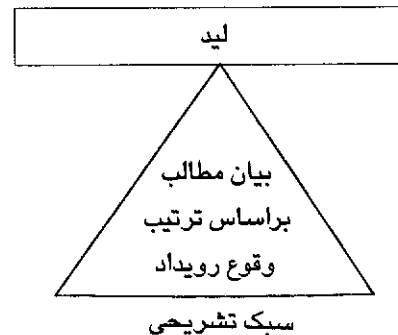 لید
بیان مطالب
براساس ترتیب
وقوع رویداد
سبک تشریحی